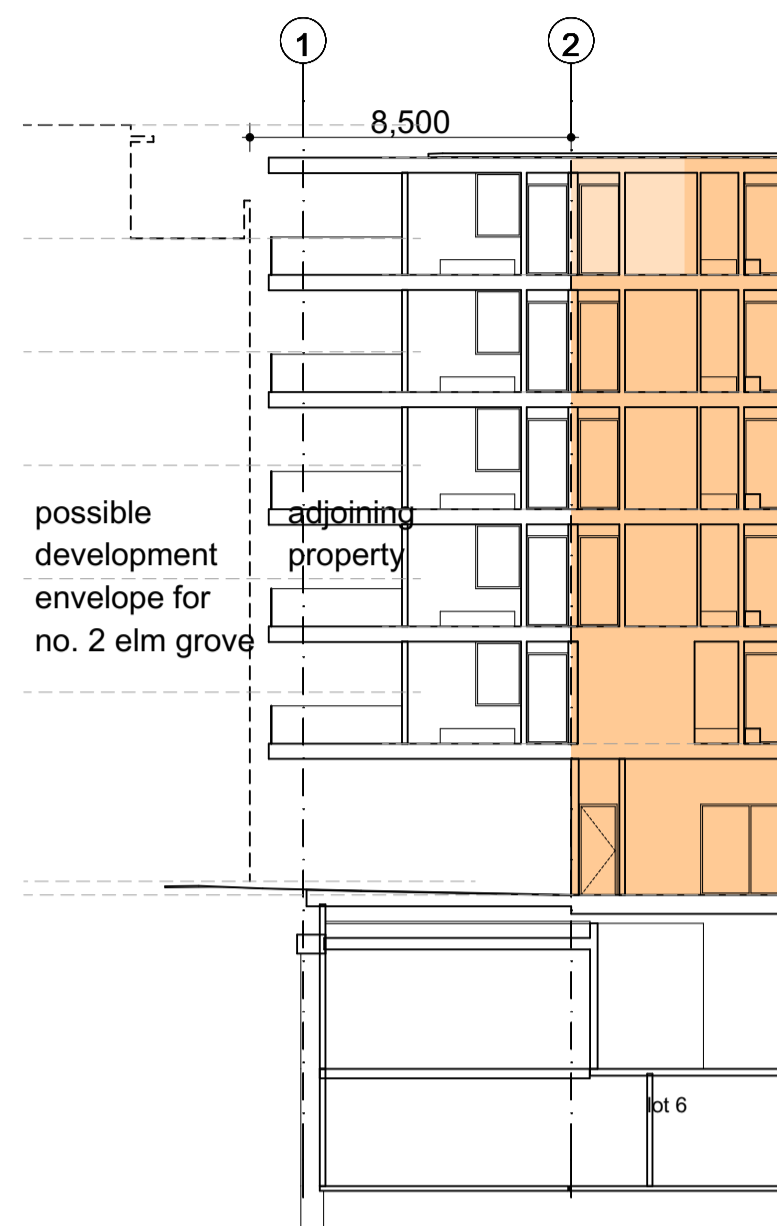 1
2
8,500
possible
development
envelope for
no. 2 elm grove
adjoining
property
lot 6